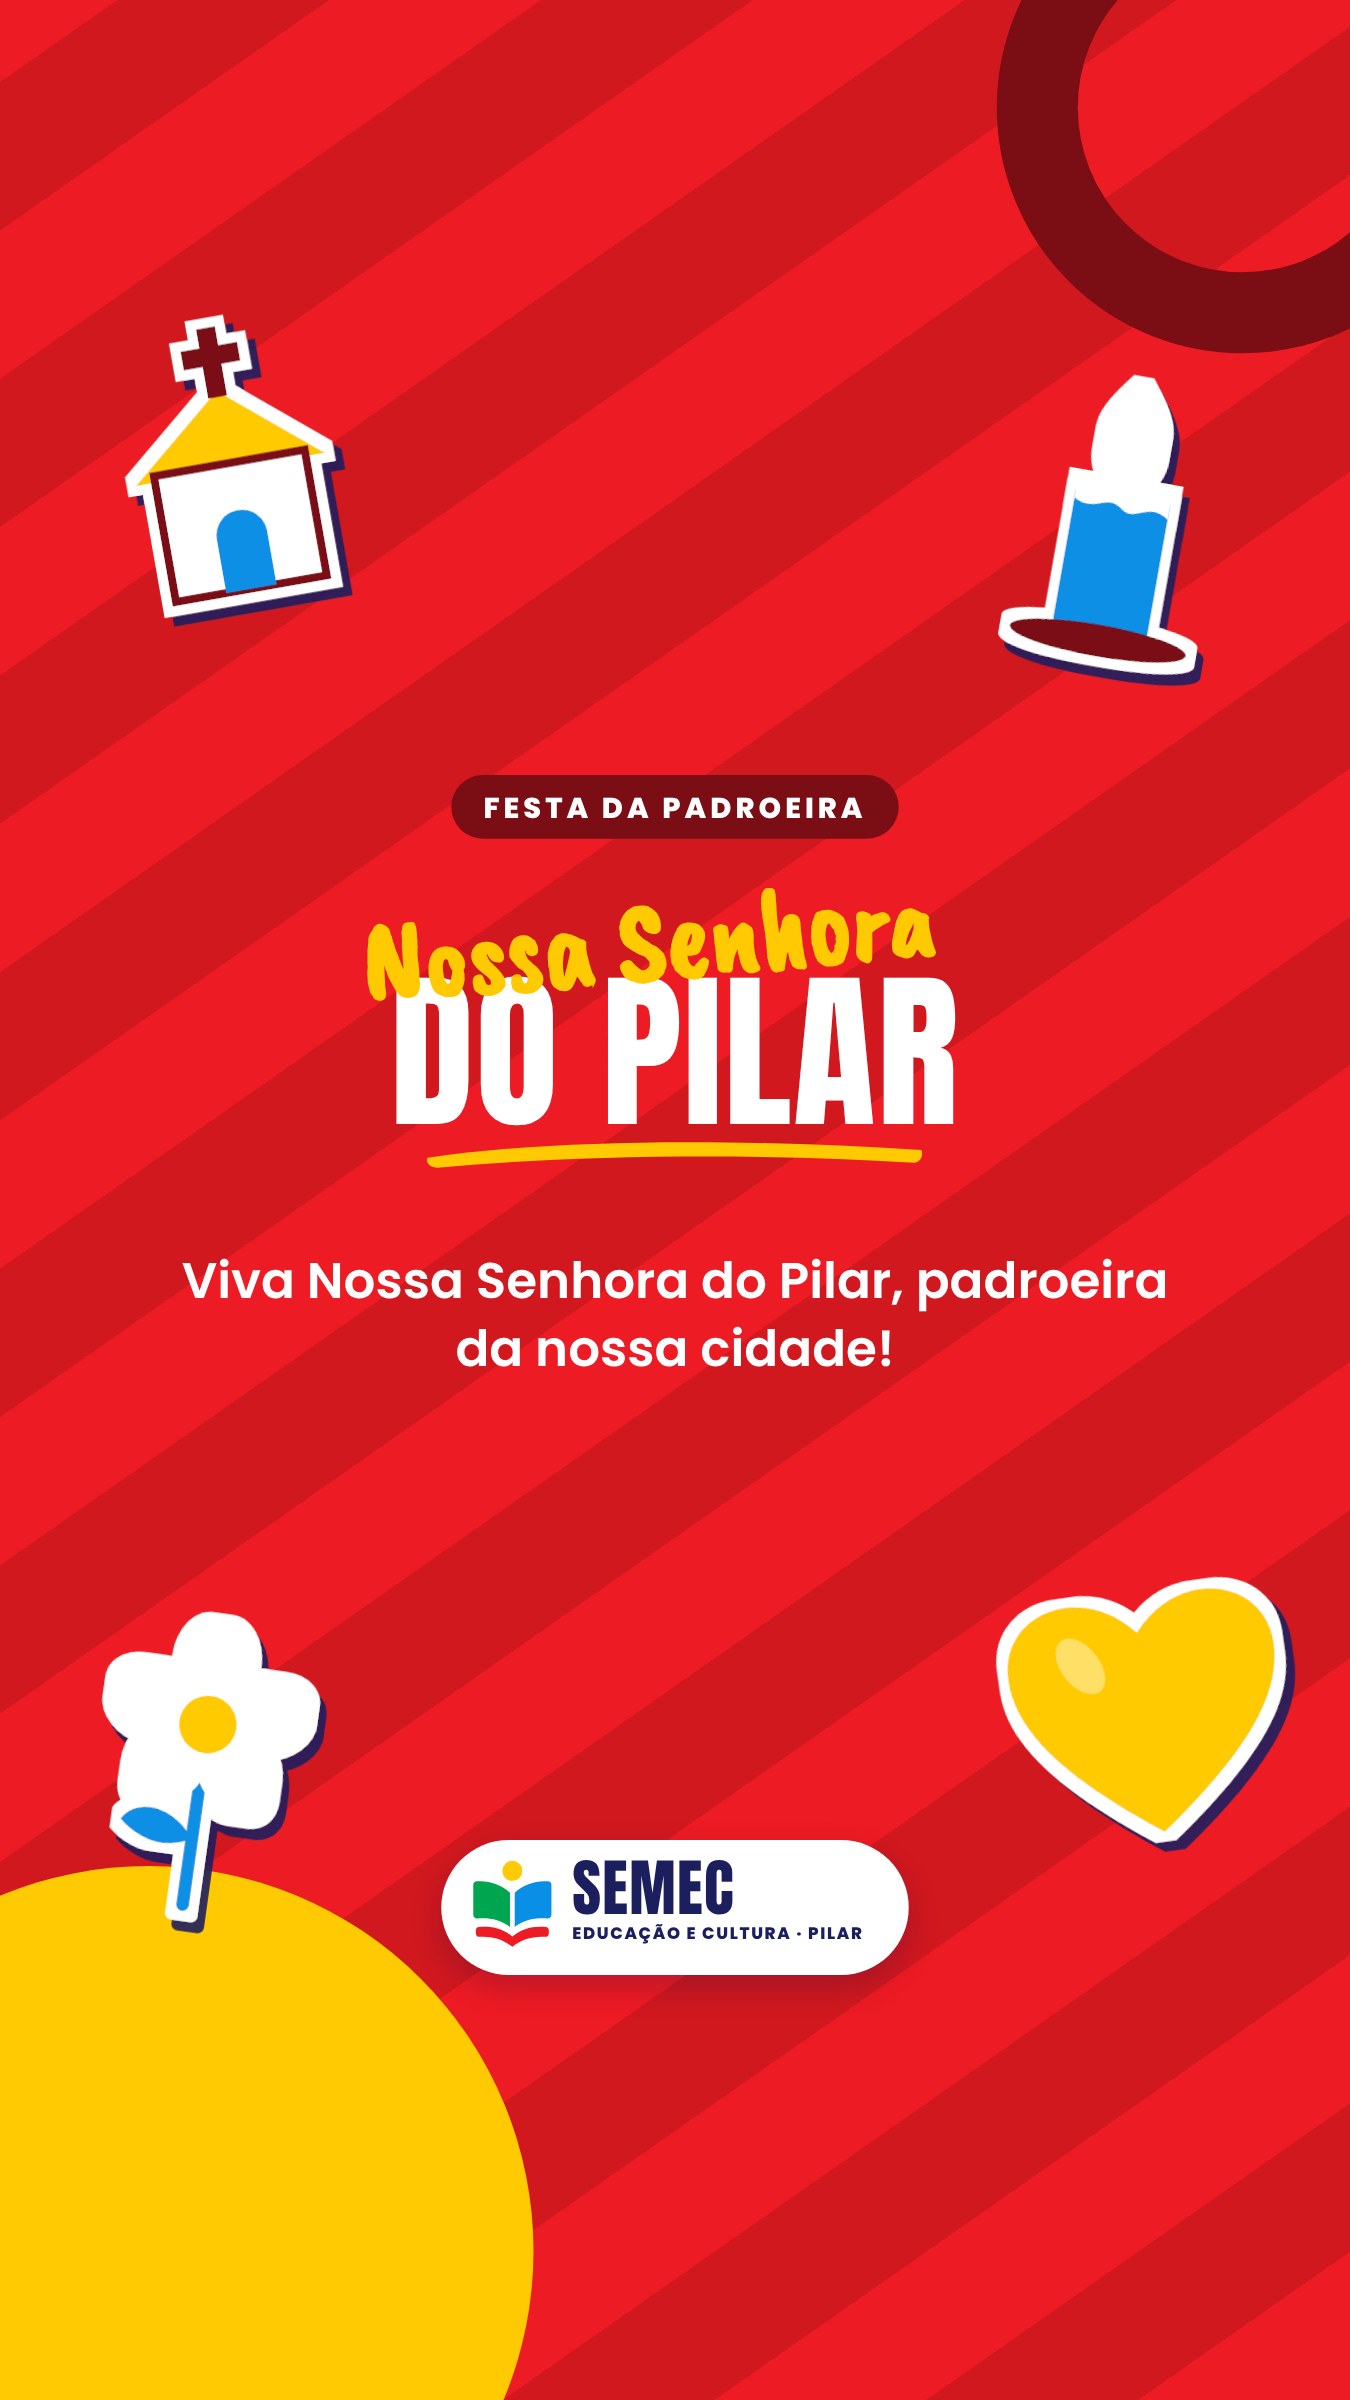 FESTA DA PADROEIRA
Nossa Senhora
DO PILAR
Viva Nossa Senhora do Pilar, padroeira
da nossa cidade!
SEMEC
EDUCAÇÃO E CULTURA · PILAR